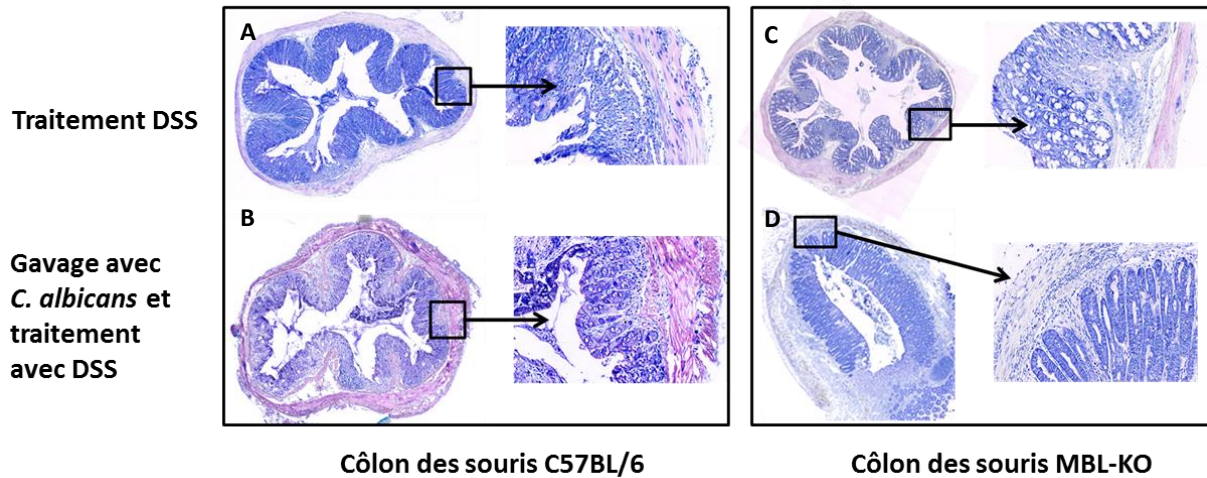 A
C
Traitement DSS
B
D
Gavage avec
C. albicans et
traitement
avec DSS
Côlon des souris C57BL/6
Côlon des souris MBL-KO